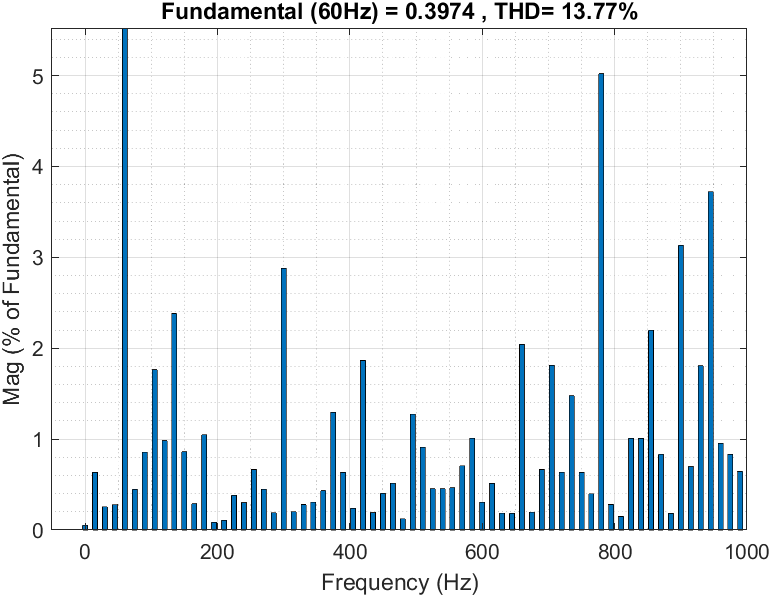 Fundamental (60Hz) = 0.3974 , THD= 13.77%
5
4
3
2
1
0
Mag (% of Fundamental)
0 200 400 600 800 1000
Frequency (Hz)